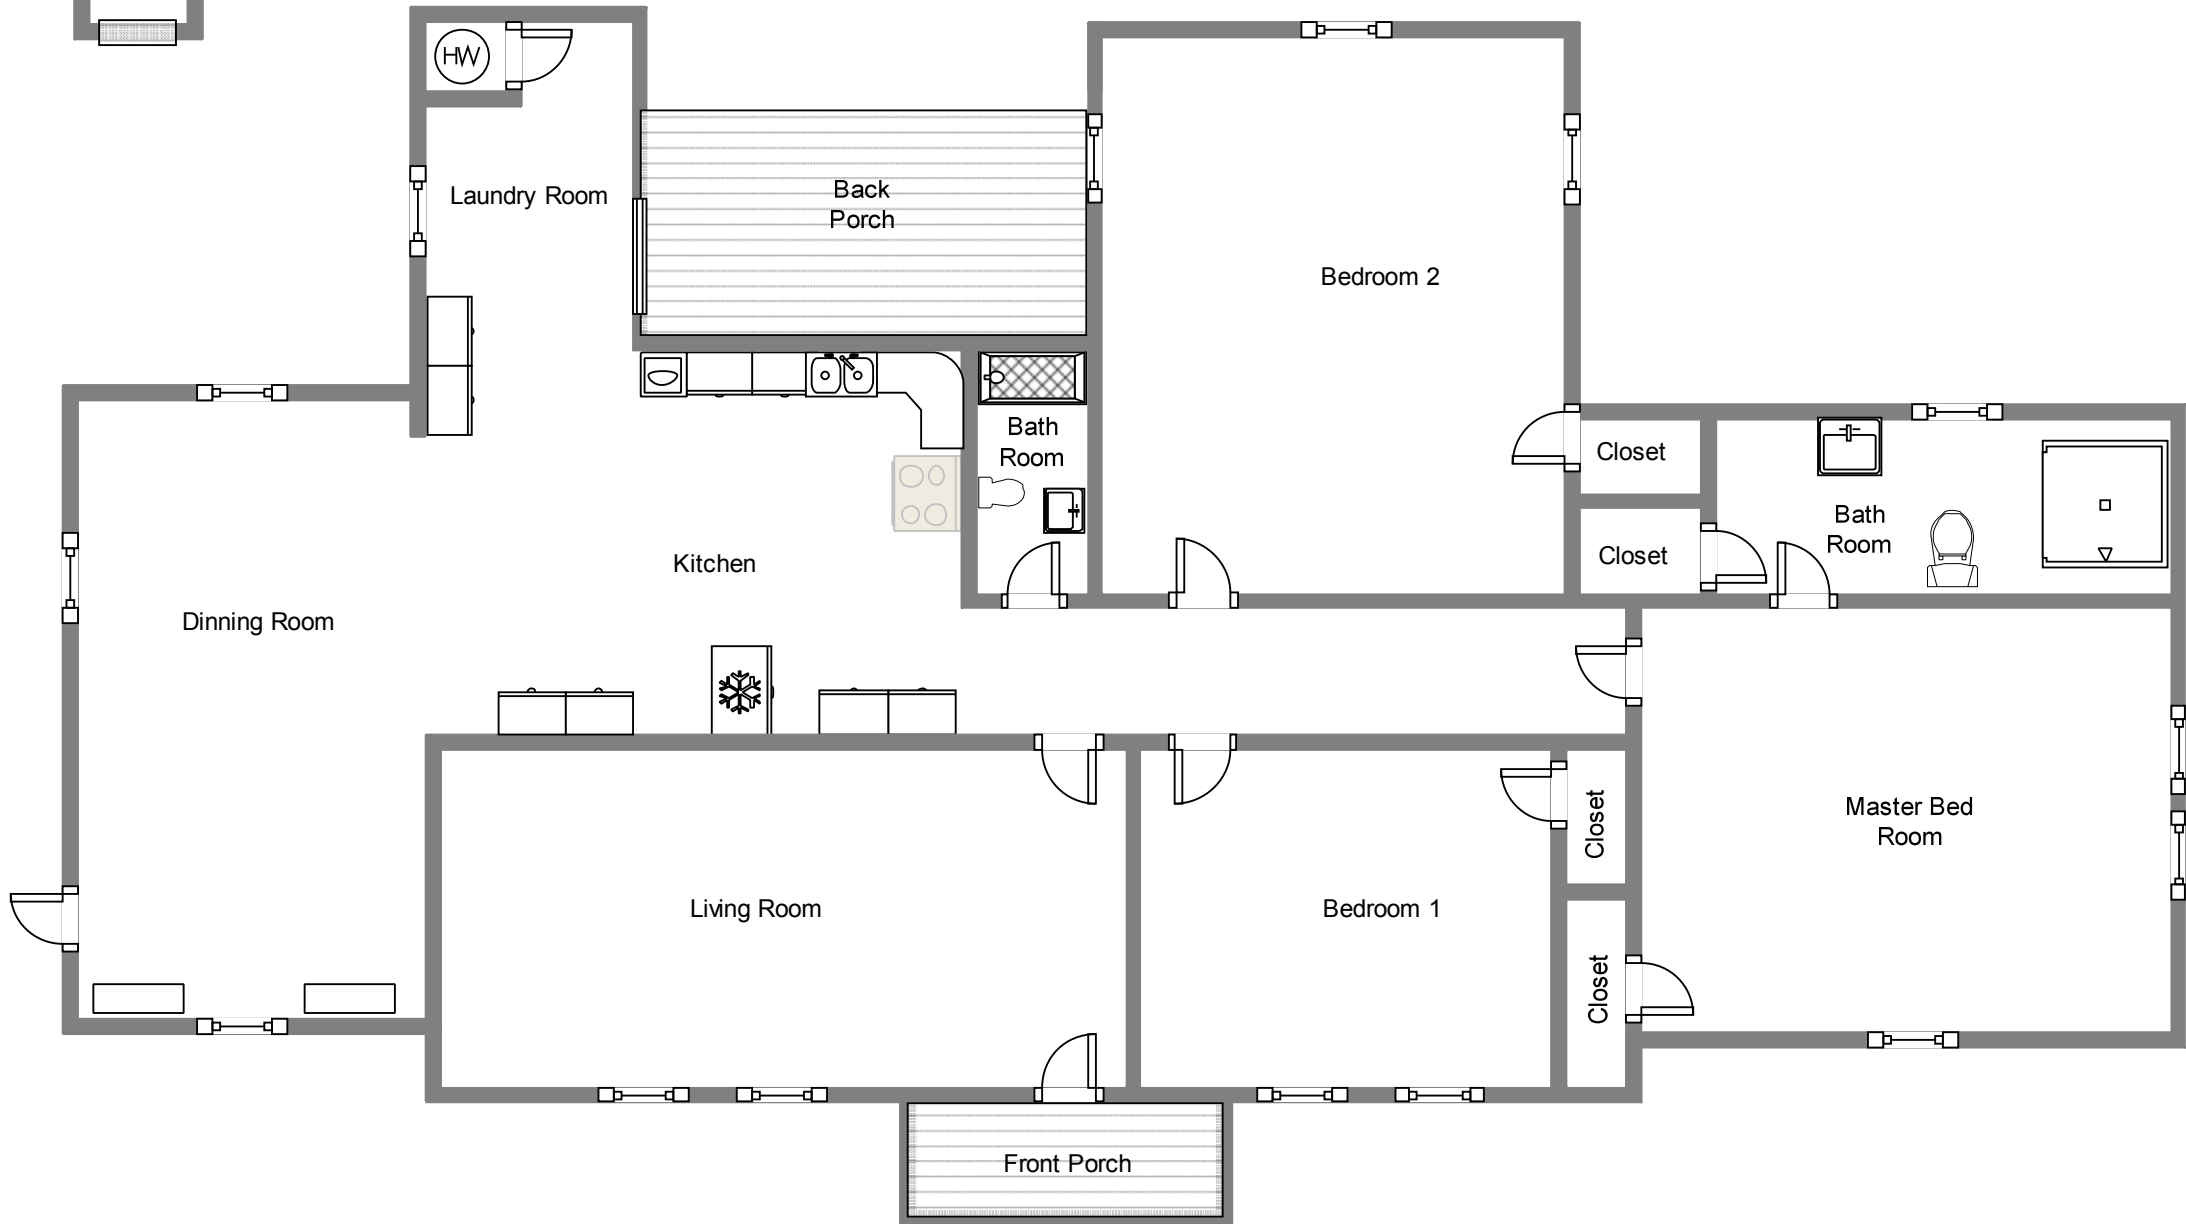 HW
Laundry Room
Back
Porch
Bedroom 2
Bath
Room
Closet
Closet
Bath
Room
Kitchen
Dinning Room
Master Bed
Room
Closet
Living Room
Bedroom 1
Closet
Front Porch